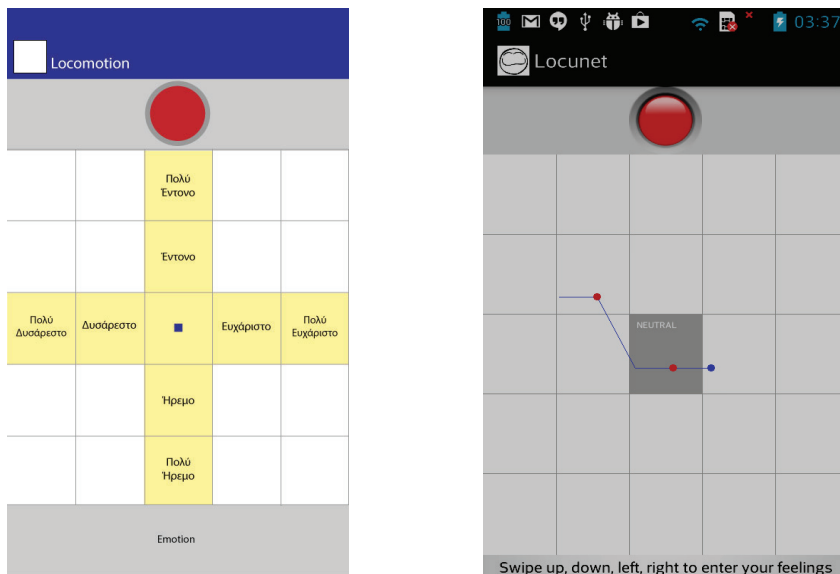 Locomotion
Πολύ
Έντονο
Έντονο
Πολύ
Δυσάρεστο
Δυσάρεστο
Ευχάριστο
Πολύ
Ευχάριστο
Ήρεμο
Πολύ
Ήρεμο
Emotion
100
03:37
Locunet
NEUTRAL
Swipe up, down, left, right to enter your feelings